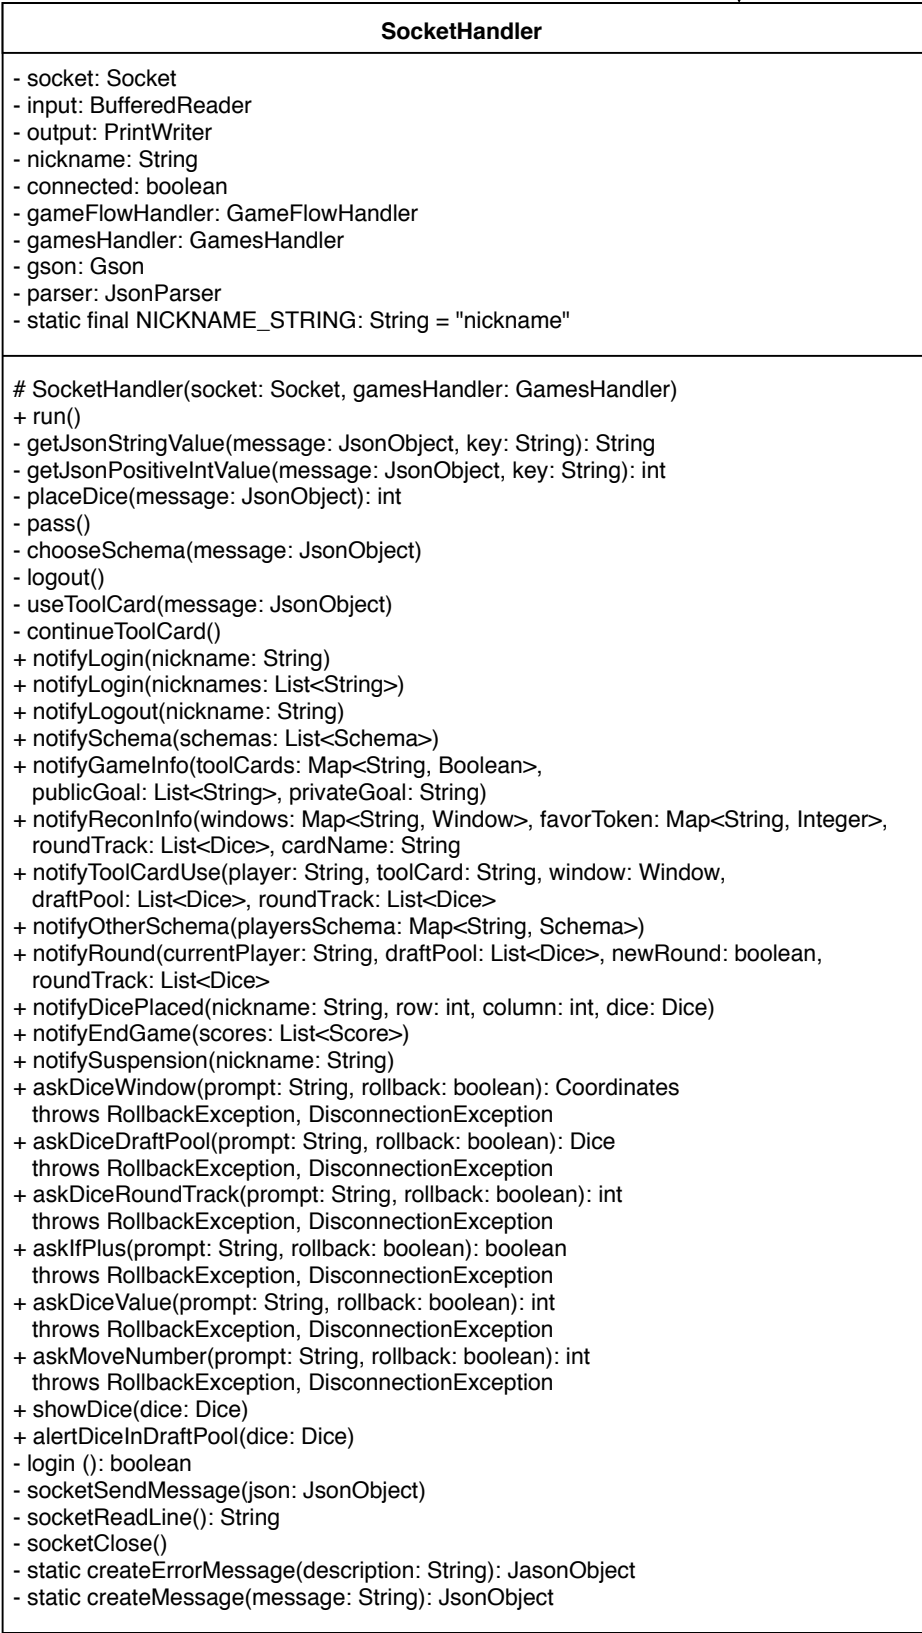 SocketHandler
- socket: Socket
- input: BufferedReader
- output: PrintWriter
- nickname: String
- connected: boolean
- gameFlowHandler: GameFlowHandler
- gamesHandler: GamesHandler
- gson: Gson
- parser: JsonParser
- static final NICKNAME_STRING: String = "nickname"
# SocketHandler(socket: Socket, gamesHandler: GamesHandler)
+ run()
- getJsonStringValue(message: JsonObject, key: String): String
- getJsonPositiveIntValue(message: JsonObject, key: String): int
- placeDice(message: JsonObject): int
- pass()
- chooseSchema(message: JsonObject)
- logout()
- useToolCard(message: JsonObject)
- continueToolCard()
+ notifyLogin(nickname: String)
+ notifyLogin(nicknames: List<String>)
+ notifyLogout(nickname: String)
+ notifySchema(schemas: List<Schema>)
+ notifyGameInfo(toolCards: Map<String, Boolean>,
publicGoal: List<String>, privateGoal: String)
+ notifyReconInfo(windows: Map<String, Window>, favorToken: Map<String, Integer>,
roundTrack: List<Dice>, cardName: String
+ notifyToolCardUse(player: String, toolCard: String, window: Window,
draftPool: List<Dice>, roundTrack: List<Dice>
+ notifyOtherSchema(playersSchema: Map<String, Schema>)
+ notifyRound(currentPlayer: String, draftPool: List<Dice>, newRound: boolean,
roundTrack: List<Dice>
+ notifyDicePlaced(nickname: String, row: int, column: int, dice: Dice)
+ notifyEndGame(scores: List<Score>)
+ notifySuspension(nickname: String)
+ askDiceWindow(prompt: String, rollback: boolean): Coordinates
throws RollbackException, DisconnectionException
+ askDiceDraftPool(prompt: String, rollback: boolean): Dice
throws RollbackException, DisconnectionException
+ askDiceRoundTrack(prompt: String, rollback: boolean): int
throws RollbackException, DisconnectionException
+ askIfPlus(prompt: String, rollback: boolean): boolean
throws RollbackException, DisconnectionException
+ askDiceValue(prompt: String, rollback: boolean): int
throws RollbackException, DisconnectionException
+ askMoveNumber(prompt: String, rollback: boolean): int
throws RollbackException, DisconnectionException
+ showDice(dice: Dice)
+ alertDiceInDraftPool(dice: Dice)
- login (): boolean
- socketSendMessage(json: JsonObject)
- socketReadLine(): String
- socketClose()
- static createErrorMessage(description: String): JasonObject
- static createMessage(message: String): JsonObject